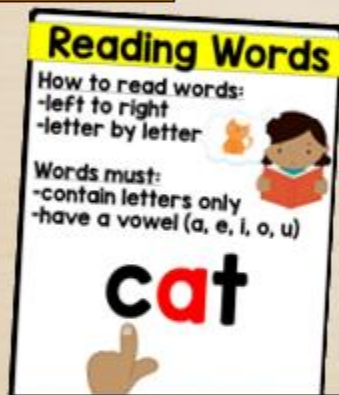 Reading Words
How to read words:
-left to right
-letter by letter
Words must:
-contain letters only
-have a vowel (a, e, i, o, u)
cat